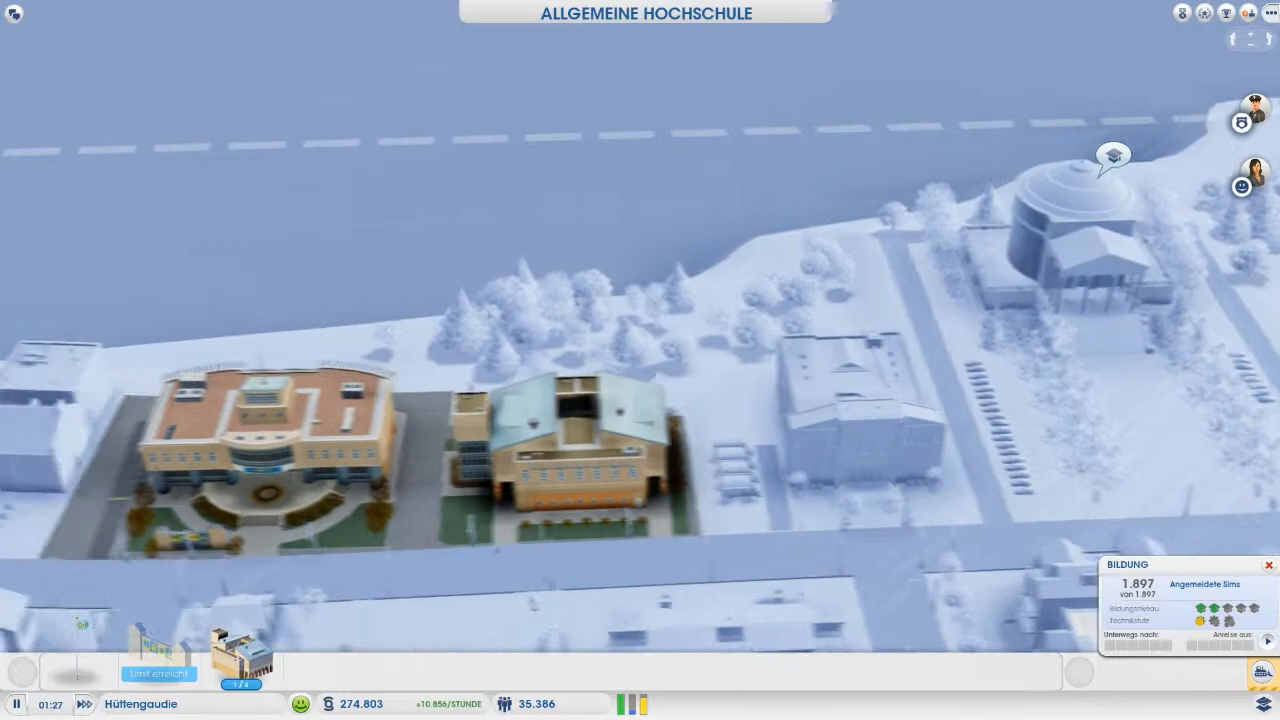 ALLGEMEINE HOCHSCHULE
BILDUNG
1.897
von 1.897
Angemeldete Sims
Bildungsniveau
Technikstufe
Unterwegs nach:
Anreise aus:
Limit erreicht
1 / 4
01:27
Hüttengaudie
274.803
+10.856/STUNDE
35.386